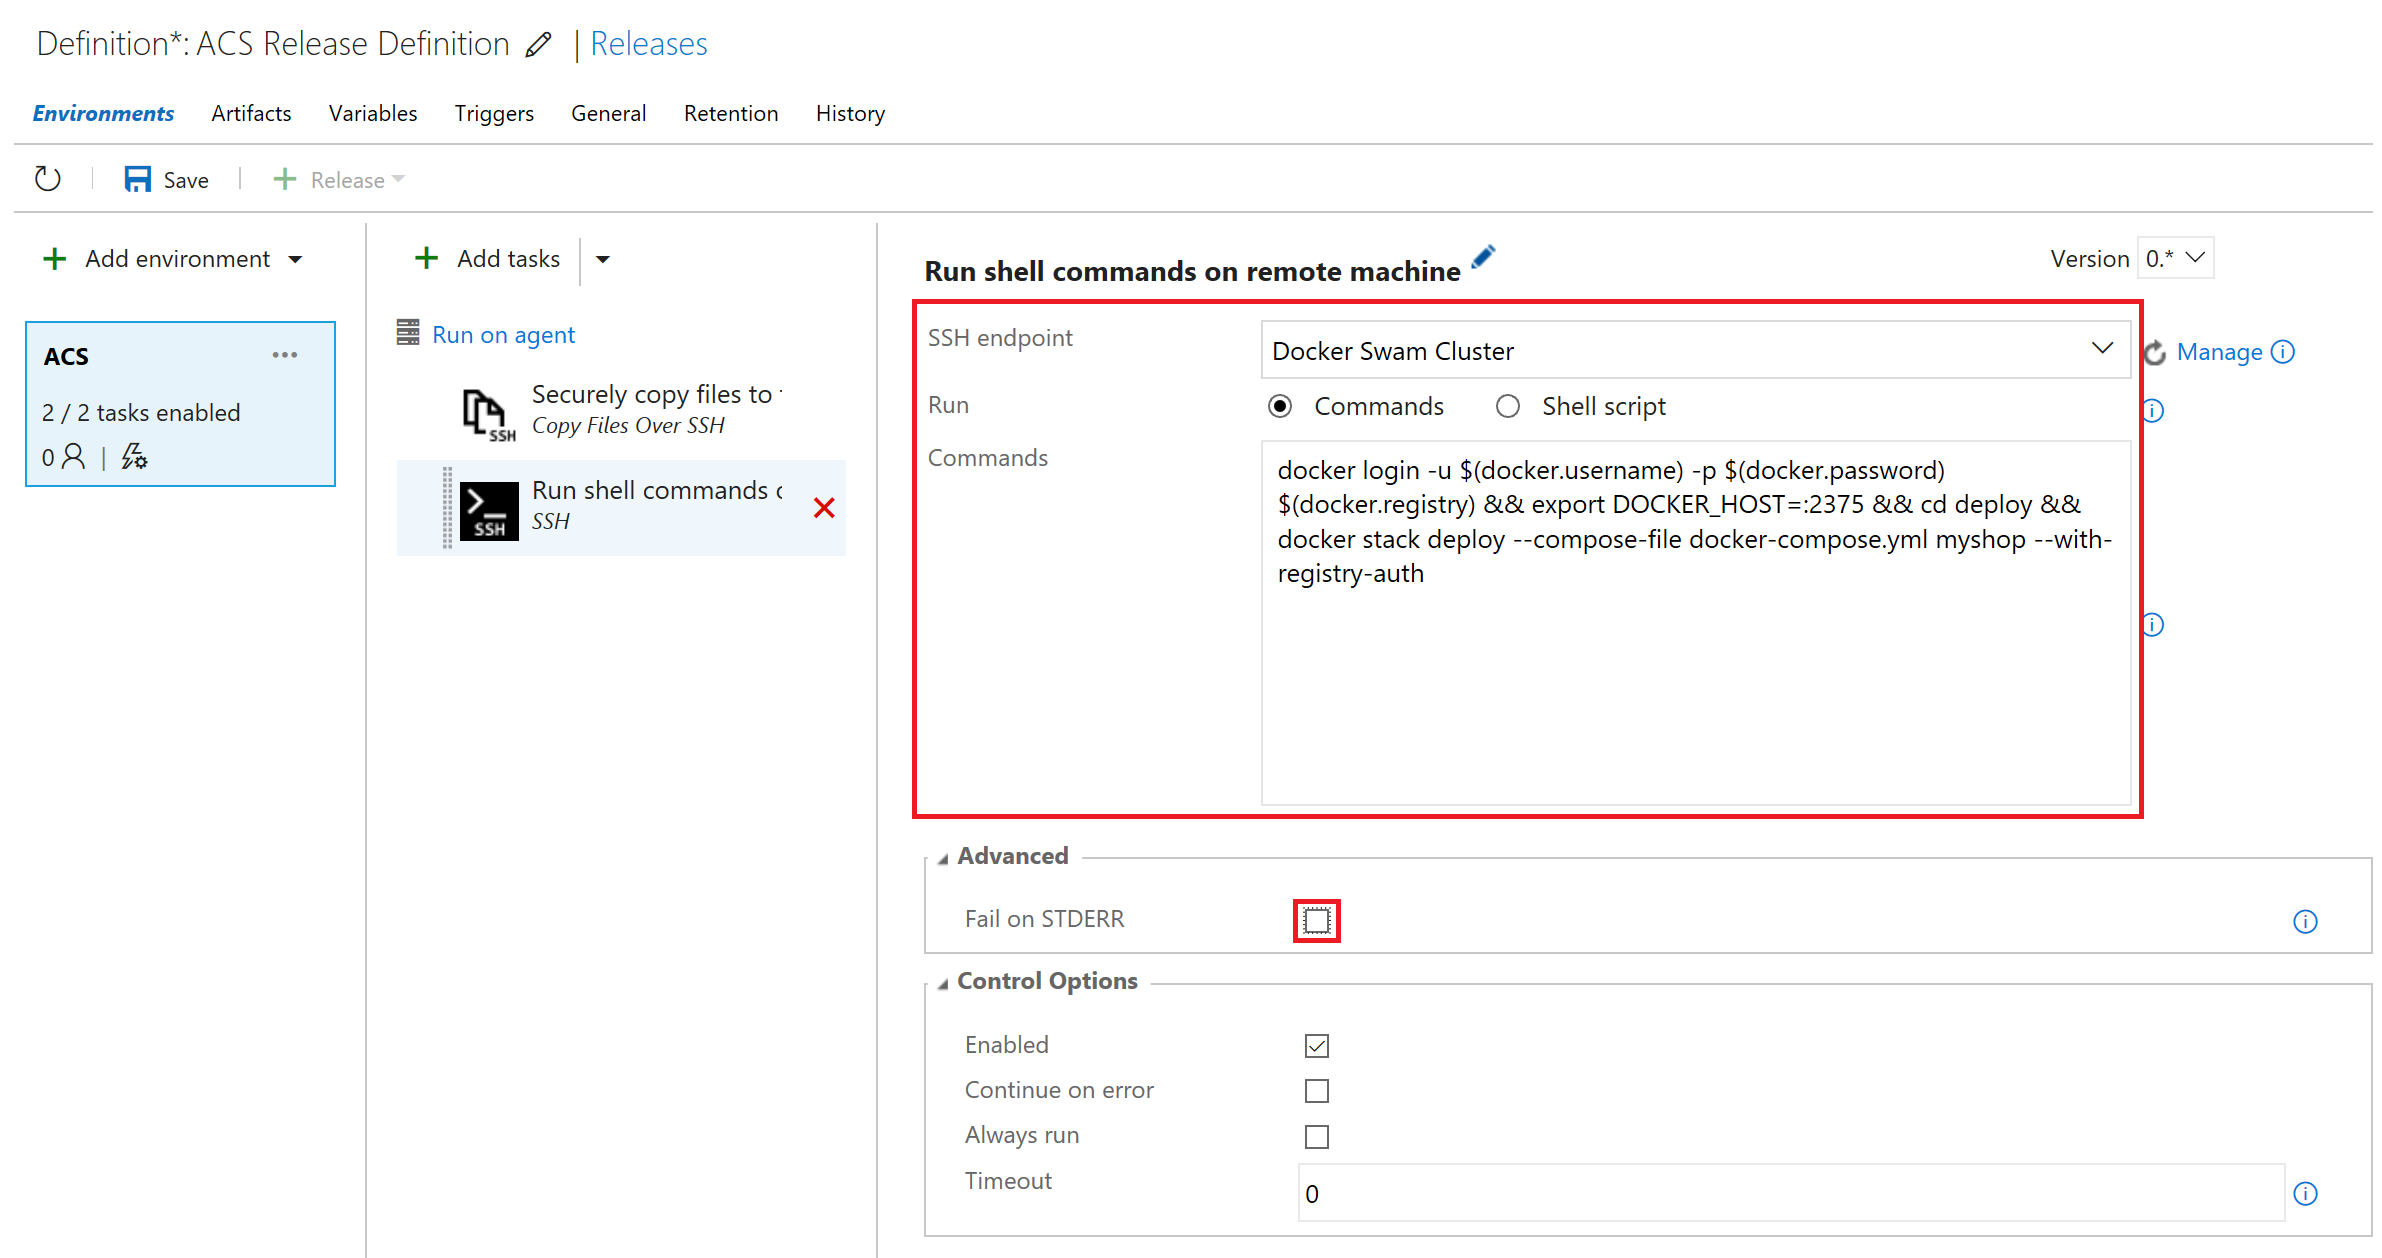 Definition*: ACS Release Definition | Releases
Environments Artifacts Variables Triggers General Retention History
Save Release
Add environment
ACS ...
2 / 2 tasks enabled
0 |
Add tasks
Run on agent
Securely copy files to
Copy Files Over SSH
SSH
Run shell commands
SSH
SSH
Run shell commands on remote machine
Version 0.*
SSH endpoint Docker Swam Cluster Manage
Run Commands Shell script
Commands
docker login -u $(docker.username) -p $(docker.password)
$(docker.registry) && export DOCKER_HOST=:2375 && cd deploy &&
docker stack deploy --compose-file docker-compose.yml myshop --with-
registry-auth
Advanced
Fail on STDERR
Control Options
Enabled
Continue on error
Always run
Timeout 0